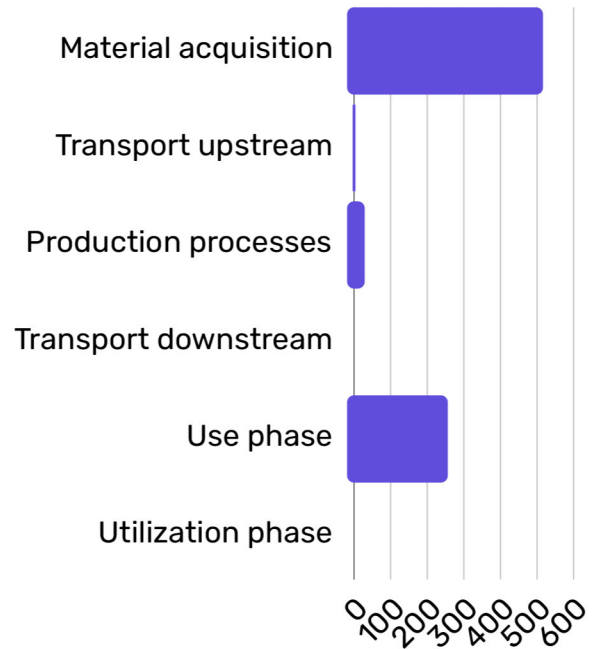 Material acquisition
Transport upstream
Production processes
Transport downstream
Use phase
Utilization phase
0 100 200 300 400 500 600